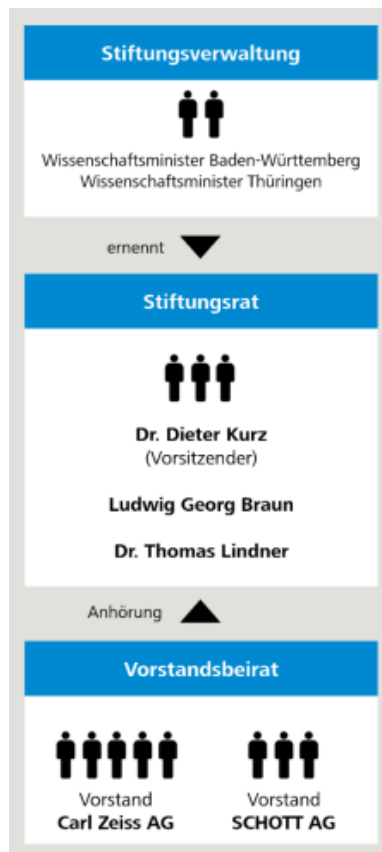 Stiftungsverwaltung
Wissenschaftsminister Baden-Württemberg
Wissenschaftsminister Thüringen
ernennt
Stiftungsrat
Dr. Dieter Kurz
(Vorsitzender)
Ludwig Georg Braun
Dr. Thomas Lindner
Anhörung
Vorstandsbeirat
Vorstand
Carl Zeiss AG
Vorstand
SCHOTT AG